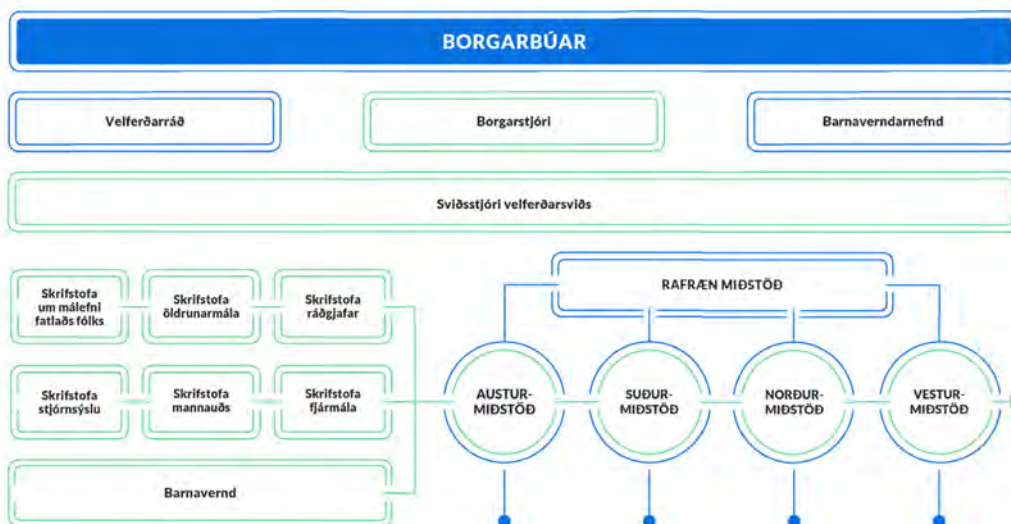 BORGARBÚAR
Velferðarráð
Borgarstjóri
Barnaverndarnefnd
Sviðsstjóri velferðarsviðs
Skrifstofa
um málefni
fatlaðs fólks
Skrifstofa
öldrunarmála
Skrifstofa
ráðgjafar
RAFRÆN MIÐSTÖÐ
Skrifstofa
stjórnsýslu
Skrifstofa
mannauðs
Skrifstofa
fjármála
AUSTUR-
MIÐSTÖÐ
SUÐUR-
MIÐSTÖÐ
NORÐUR-
MIÐSTÖÐ
VESTUR-
MIÐSTÖÐ
Barnavernd